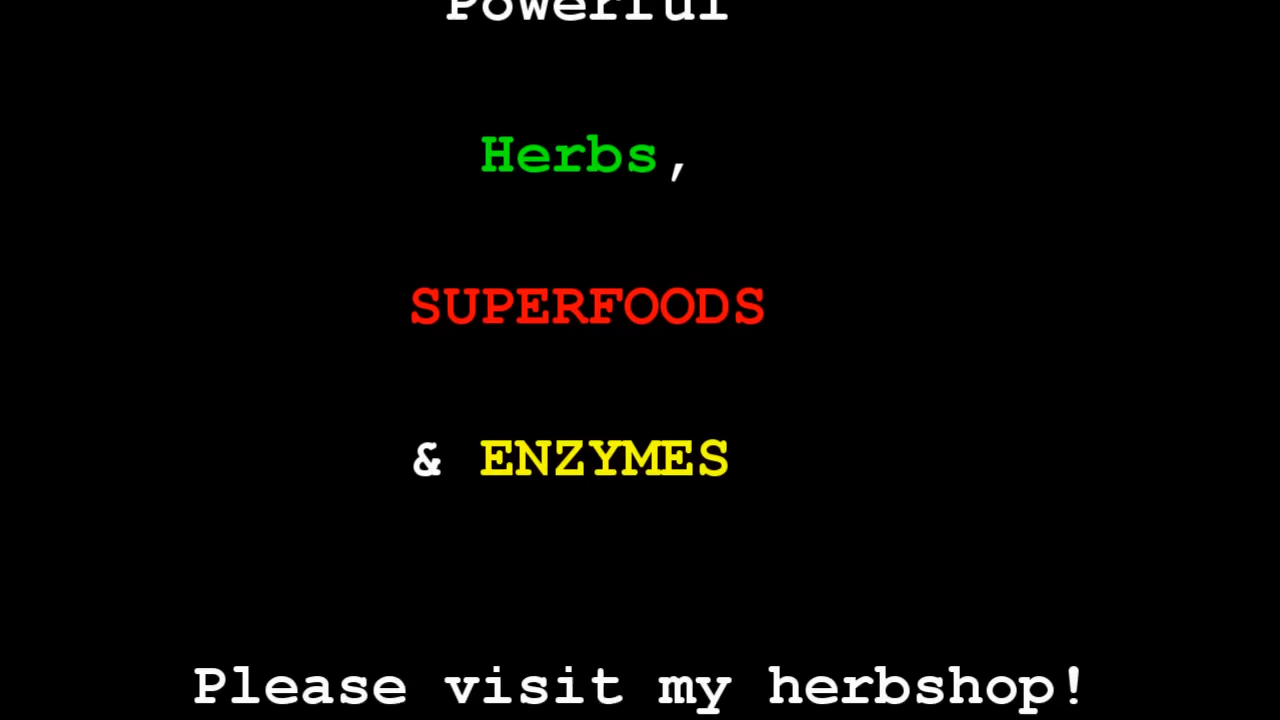 Powerful
Herbs,
SUPERFOODS
& ENZYMES
Please visit my herbshop!